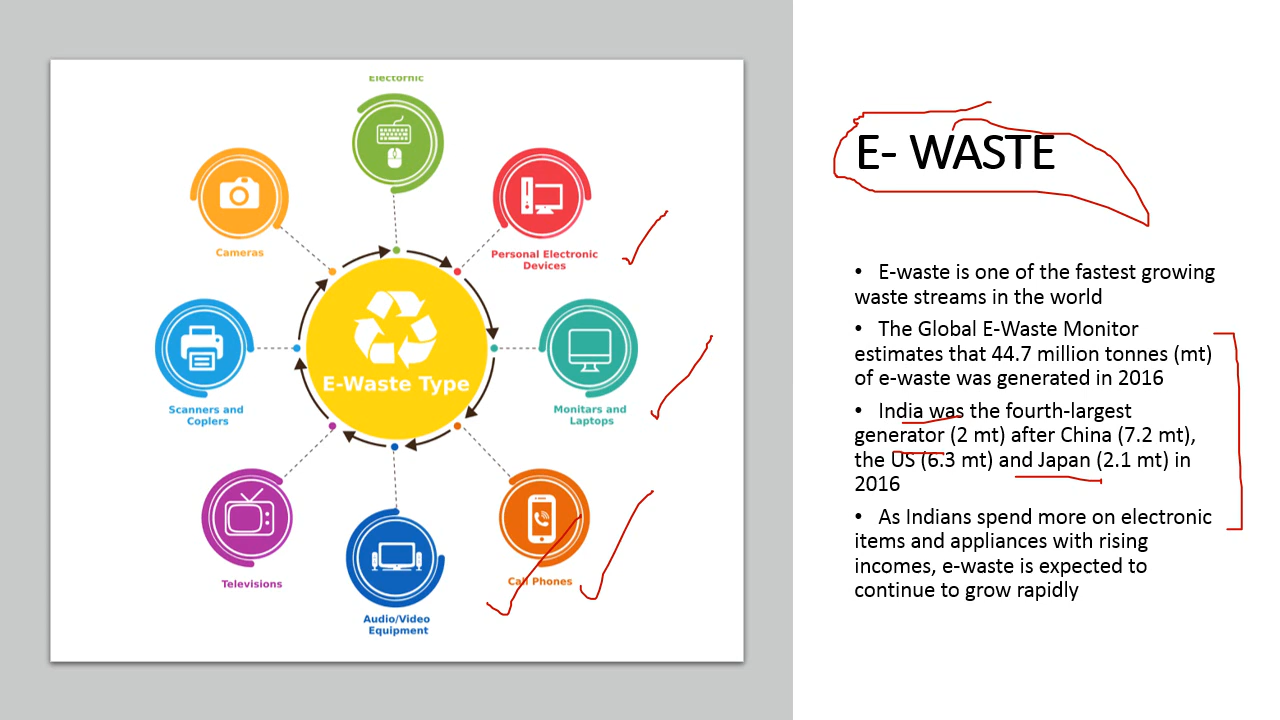 Electornic
Cameras
Personal Electronic
Devices
E-Waste Type
Scanners and
Coplers
Monitars and
Laptops
Televisions
Call Phones
Audio/Video
Equipment
E- WASTE
• E-waste is one of the fastest growing
waste streams in the world
• The Global E-Waste Monitor
estimates that 44.7 million tonnes (mt)
of e-waste was generated in 2016
• India was the fourth-largest
generator (2 mt) after China (7.2 mt),
the US (6.3 mt) and Japan (2.1 mt) in
2016
• As Indians spend more on electronic
items and appliances with rising
incomes, e-waste is expected to
continue to grow rapidly